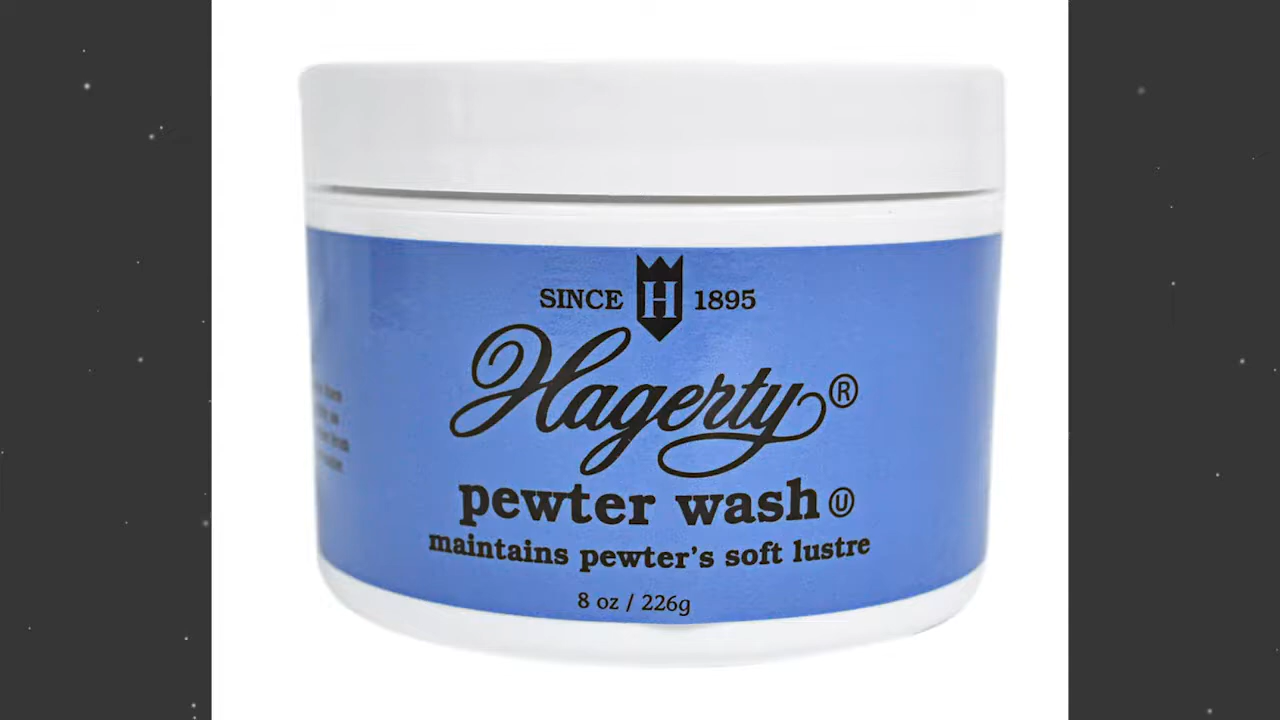 SINCE H 1895
Hagerty®
pewter wash Ⓤ
maintains pewter's soft lustre
8 oz / 226g